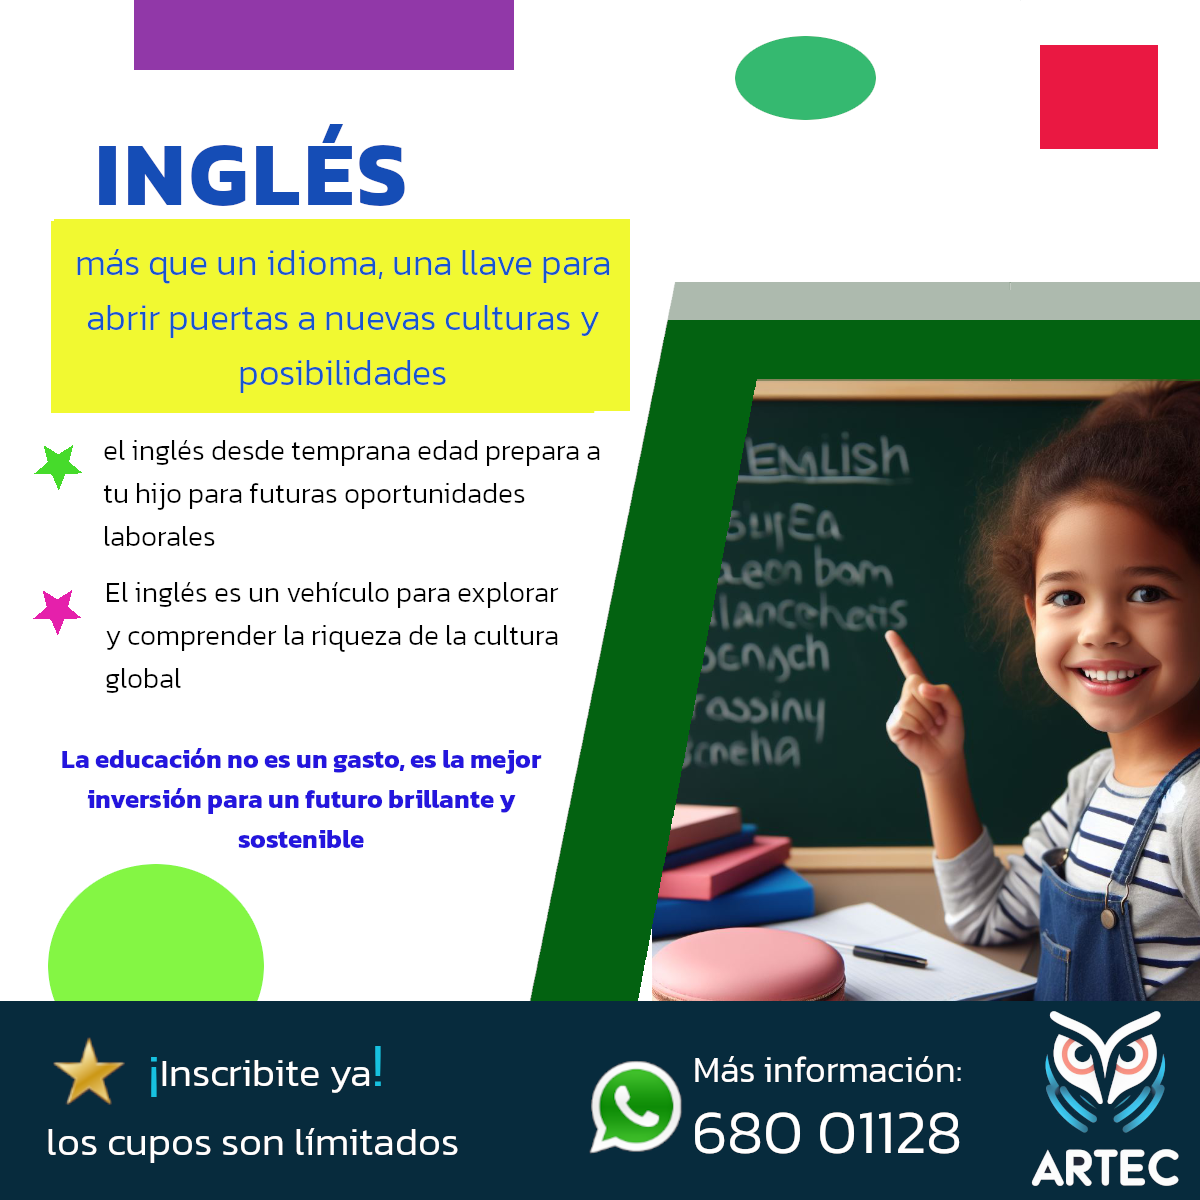 INGLÉS
más que un idioma, una llave para
abrir puertas a nuevas culturas y
posibilidades
el inglés desde temprana edad prepara a
tu hijo para futuras oportunidades
laborales
El inglés es un vehículo para explorar
y comprender la riqueza de la cultura
global
La educación no es un gasto, es la mejor
inversión para un futuro brillante y
sostenible
EMLish
¡Inscribite ya!
los cupos son límitados
Más información:
680 01128
ARTEC